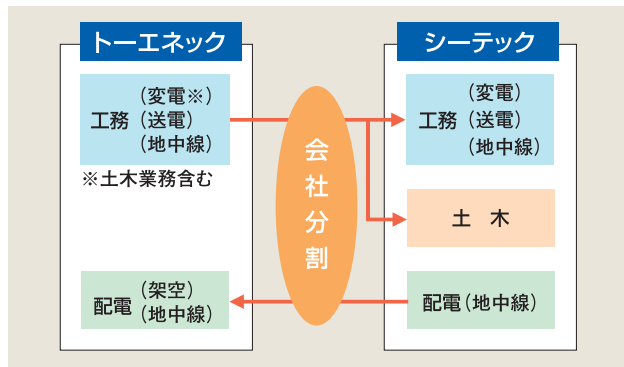 トーエネック
工務
(変電※)
(送電)
(地中線)
※土木業務含む
配電
(架空)
(地中線)
会社分割
シーテック
工務
(変電)
(送電)
(地中線)
土 木
配電(地中線)